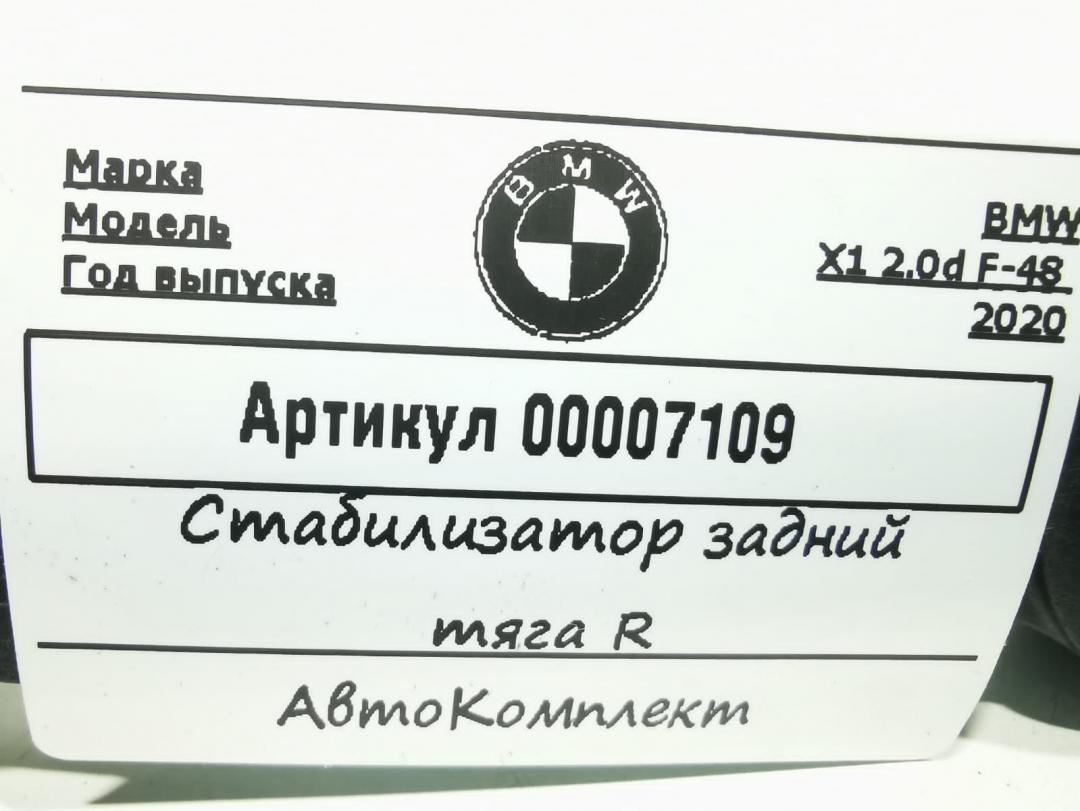 Марка
Модель
Год выпуска
BMW
BMW
X1 2.0d F-48
2020
Артикул 00007109
Стабилизатор задний
тяга R
АвтоКомплект